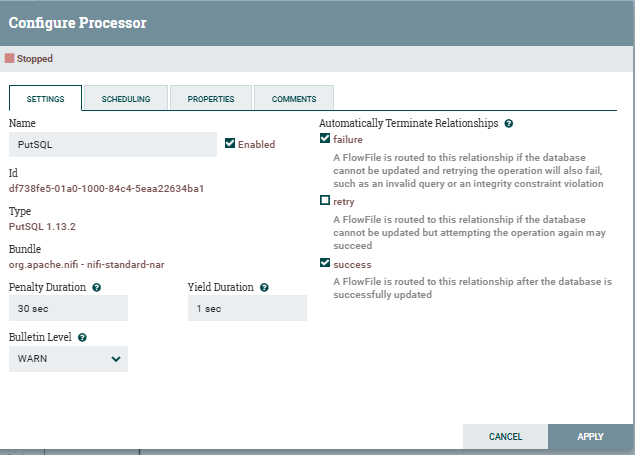 Configure Processor
Stopped
SETTINGS
SCHEDULING
PROPERTIES
COMMENTS
Name
PutSQL
Enabled
Id
df738fe5-01a0-1000-84c4-5eaa22634ba1
Type
PutSQL 1.13.2
Bundle
org.apache.nifi - nifi-standard-nar
Penalty Duration ?
Yield Duration ?
30 sec
1 sec
Bulletin Level ?
WARN
Automatically Terminate Relationships ?
failure
A FlowFile is routed to this relationship if the database
cannot be updated and retrying the operation will also fail,
such as an invalid query or an integrity constraint violation
retry
A FlowFile is routed to this relationship if the database
cannot be updated but attempting the operation again may
succeed
success
A FlowFile is routed to this relationship after the database is
successfully updated
CANCEL
APPLY